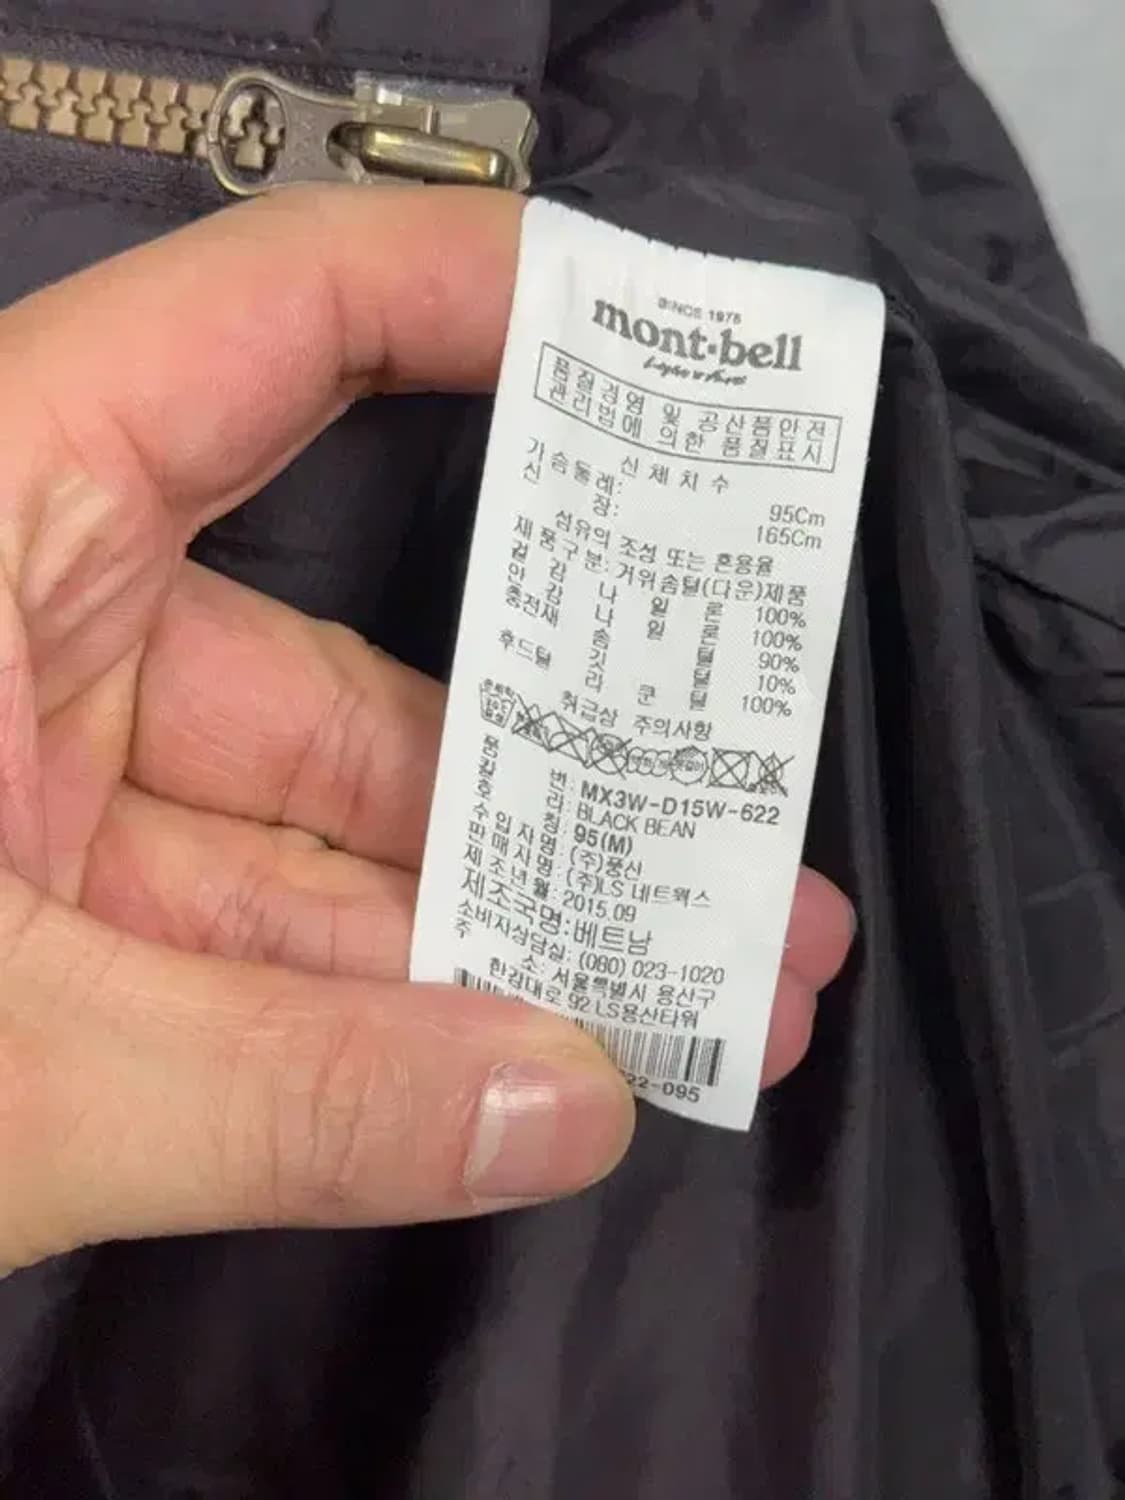 SINCE 1975
mont-bell
Light & Fast
품질경영 및 공산품안전
관리법에 의한 품질표시
신체치수
가슴둘레: 95Cm
신 장: 165Cm
섬유의 조성 또는 혼용율
제품구분: 거위솜털(다운)제품
겉 감 나 일 론 100%
안 감 나 일 론 100%
충전재 솜 털 90%
깃 털 10%
후드털 라 쿤 털 100%
취급상 주의사항
품 번: MX3W-D15W-622
칼 라: BLACK BEAN
호 칭: 95(M)
수 입 자 명: (주)풍신
판 매 자 명: (주)LS 네트웍스
제 조 년 월: 2015.09
제조국명:베트남
소비자상담실: (080) 023-1020
주 소: 서울특별시 용산구
한강대로 92 LS용산타워
22-095